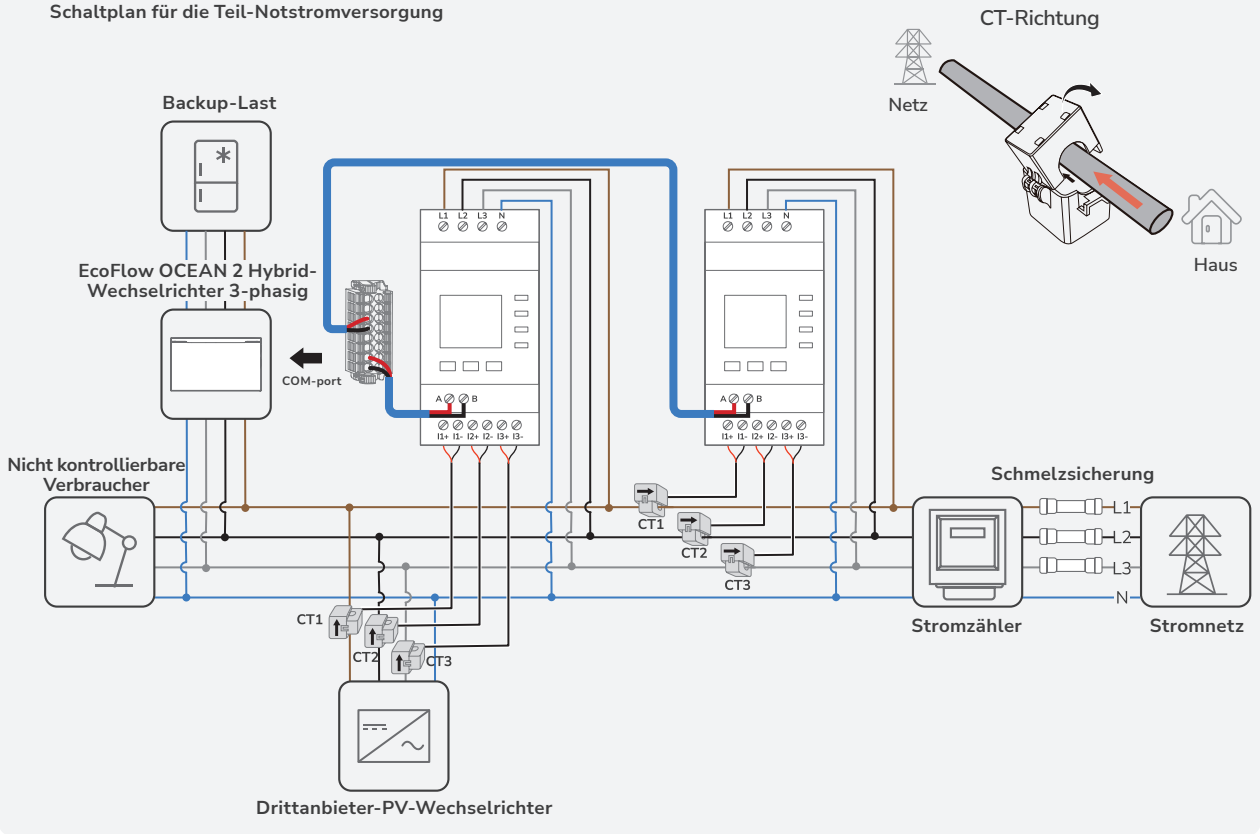 Schaltplan für die Teil-Notstromversorgung
CT-Richtung
Netz
Haus
Backup-Last
EcoFlow OCEAN 2 Hybrid-
Wechselrichter 3-phasig
COM-port
L1 L2 L3 N
A B
I1+ I1- I2+ I2- I3+ I3-
L1 L2 L3 N
A B
I1+ I1- I2+ I2- I3+ I3-
Nicht kontrollierbare
Verbraucher
CT1
CT2
CT3
Schmelzsicherung
L1
L2
L3
N
Stromzähler
Stromnetz
CT1
CT2
CT3
Drittanbieter-PV-Wechselrichter